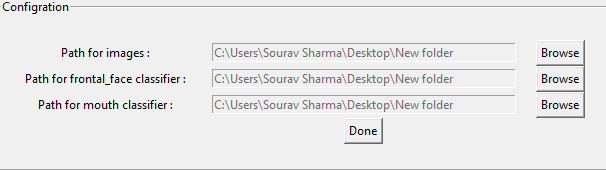 Configration
Path for images : C:\Users\Sourav Sharma\Desktop\New folder Browse
Path for frontal_face classifier : C:\Users\Sourav Sharma\Desktop\New folder Browse
Path for mouth classifier : C:\Users\Sourav Sharma\Desktop\New folder Browse
Done